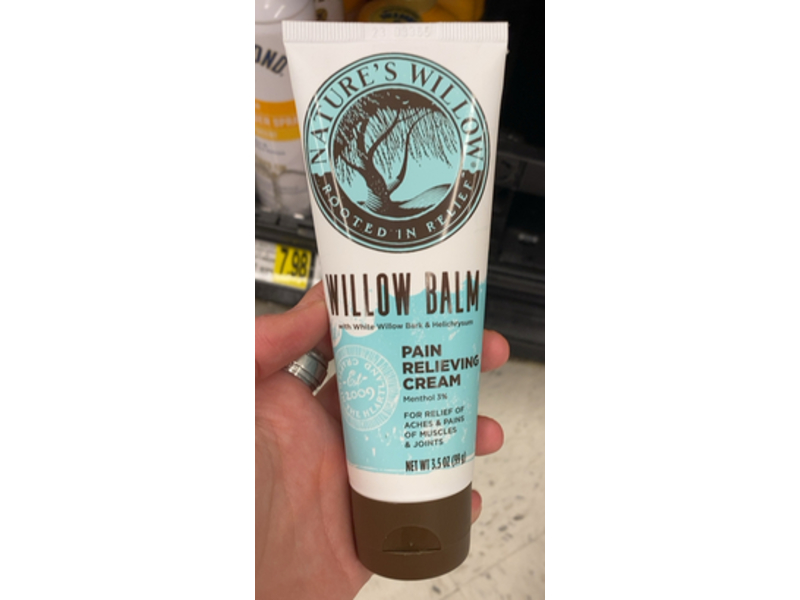 NATURE'S WILLOW
ROOTED IN RELIEF
WILLOW BALM
with White Willow Bark & Helichrysum
PAIN
RELIEVING
CREAM
Menthol 3%
FOR RELIEF OF
ACHES & PAINS
OF MUSCLES
& JOINTS
NET WT 3.5 OZ (99 g)
2009
7.98